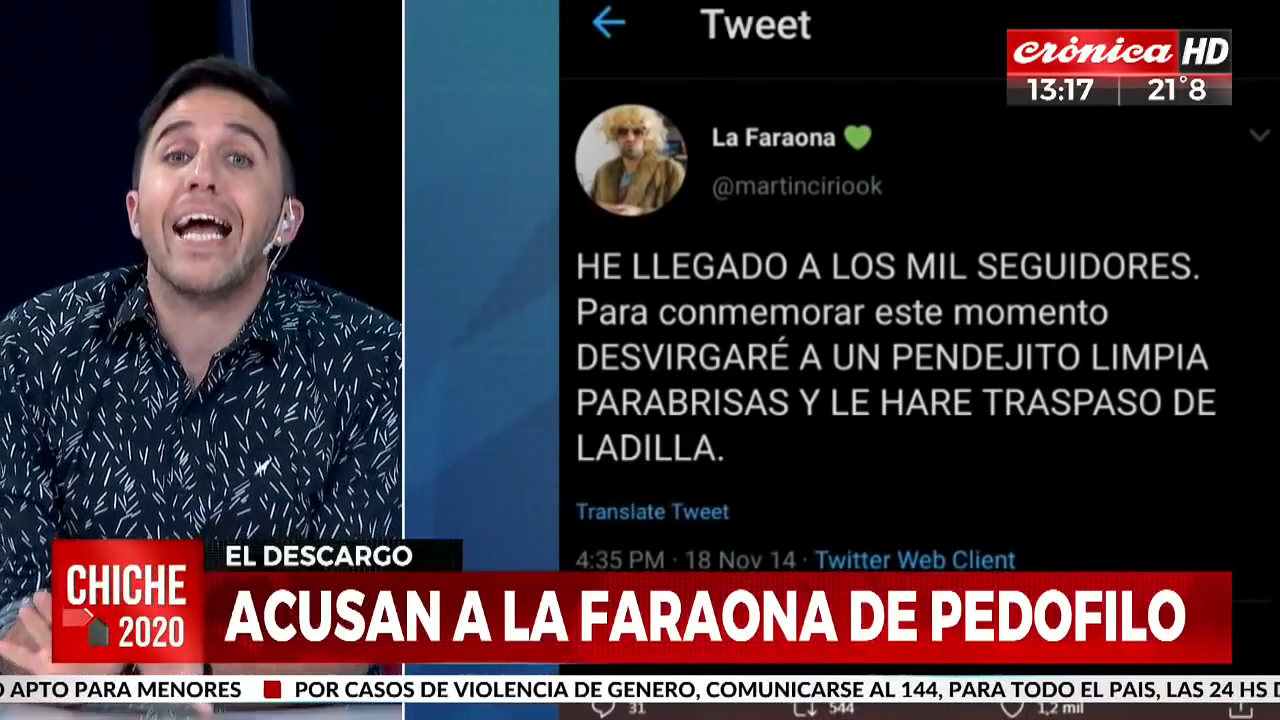 Tweet
crónica HD
13:17 21°8
La Faraona
@martinciriook
HE LLEGADO A LOS MIL SEGUIDORES.
Para conmemorar este momento
DESVIRGARÉ A UN PENDEJITO LIMPIA
PARABRISAS Y LE HARE TRASPASO DE
LADILLA.
Translate Tweet
4:35 PM · 18 Nov 14 · Twitter Web Client
EL DESCARGO
CHICHE
2020
ACUSAN A LA FARAONA DE PEDOFILO
O APTO PARA MENORES POR CASOS DE VIOLENCIA DE GENERO, COMUNICARSE AL 144, PARA TODO EL PAIS, LAS 24 HS
31 544 1,2 mil